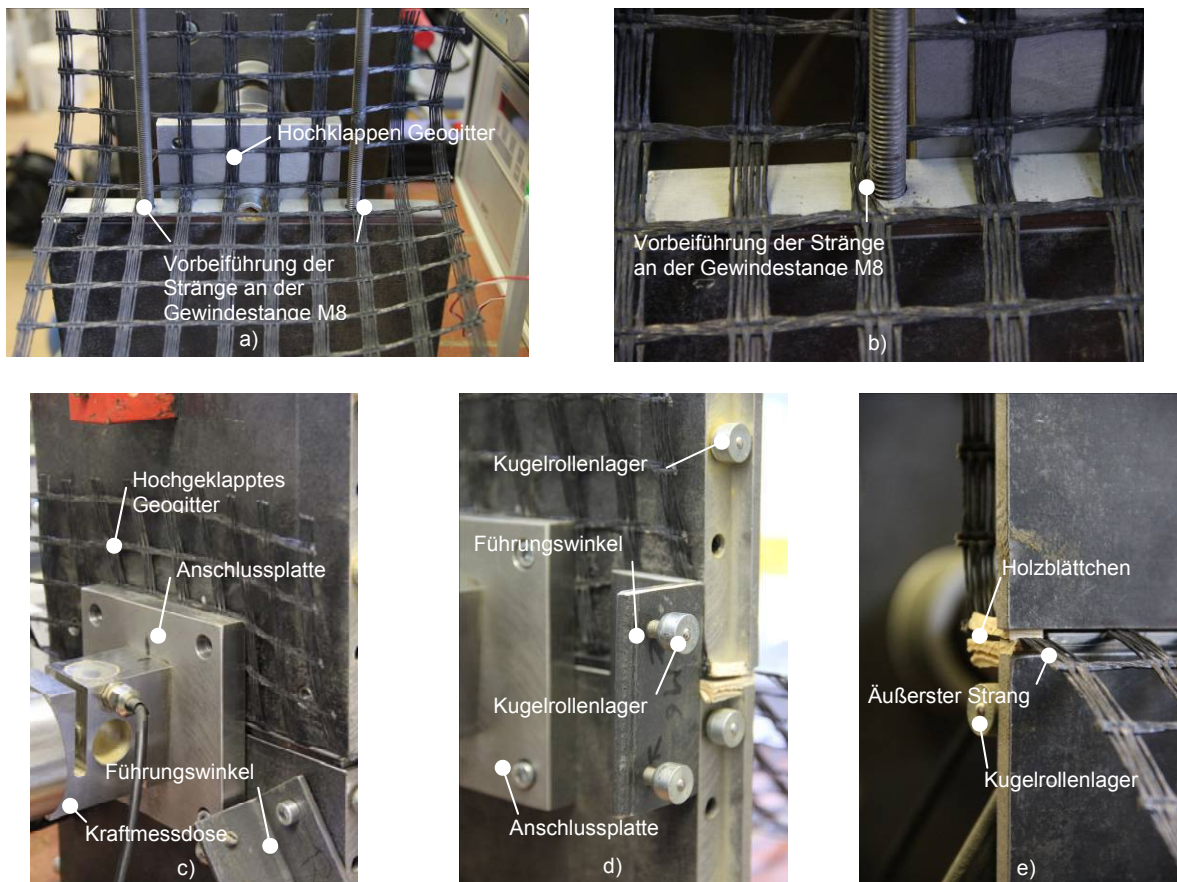 Hochklappen Geogitter
Vorbeiführung der
Stränge an der
Gewindestange M8
a)
Vorbeiführung der Stränge
an der Gewindestange M8
b)
Hochgeklapptes
Geogitter
Anschlussplatte
Führungswinkel
Kraftmessdose
c)
Kugelrollenlager
Führungswinkel
Kugelrollenlager
Anschlussplatte
d)
Holzblättchen
Äußerster Strang
Kugelrollenlager
e)